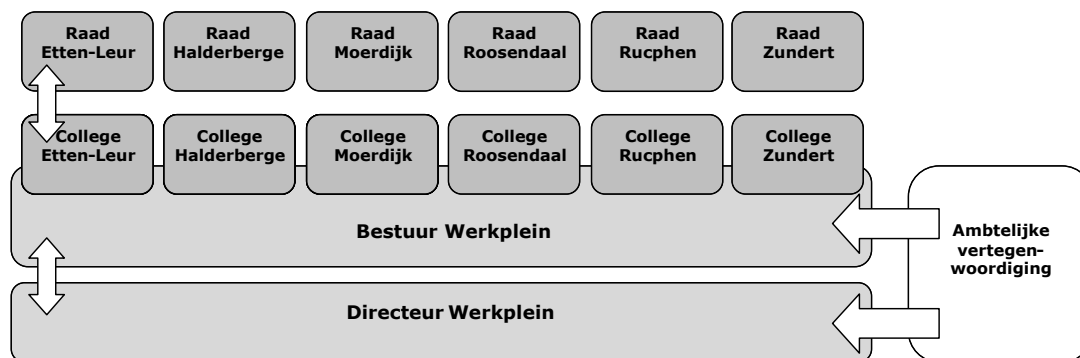 Raad
Etten-Leur
Raad
Halderberge
Raad
Moerdijk
Raad
Roosendaal
Raad
Rucphen
Raad
Zundert
College
Etten-Leur
College
Halderberge
College
Moerdijk
College
Roosendaal
College
Rucphen
College
Zundert
Bestuur Werkplein
Ambtelijke
vertegen-
woordiging
Directeur Werkplein